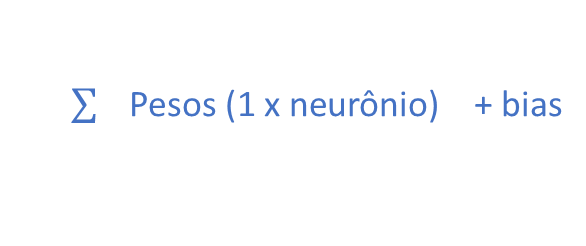 ∑ Pesos (1 x neurônio) + bias